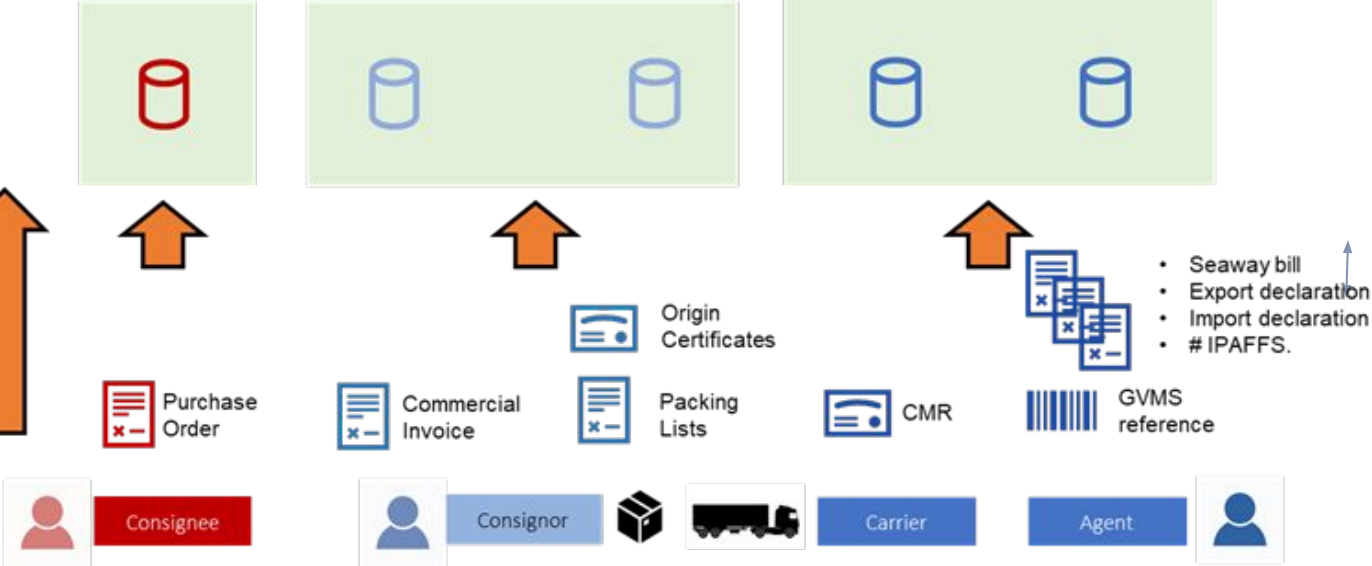 • Seaway bill
• Export declaration
• Import declaration
• # IPAFFS.
Origin
Certificates
Purchase
Order
Commercial
Invoice
Packing
Lists
CMR
GVMS
reference
Consignee
Consignor
Carrier
Agent